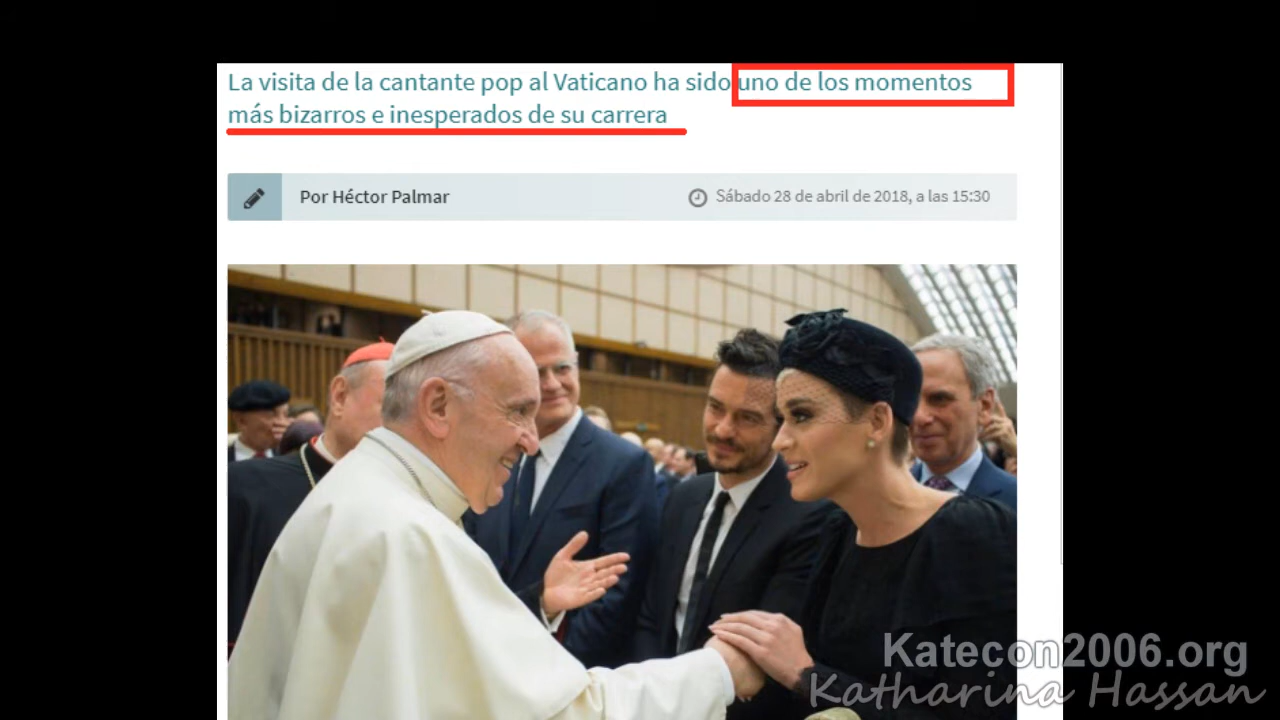 La visita de la cantante pop al Vaticano ha sido uno de los momentos
más bizarros e inesperados de su carrera
Por Héctor Palmar
Sábado 28 de abril de 2018, a las 15:30
Katecon2006.org
Katharina Hassan